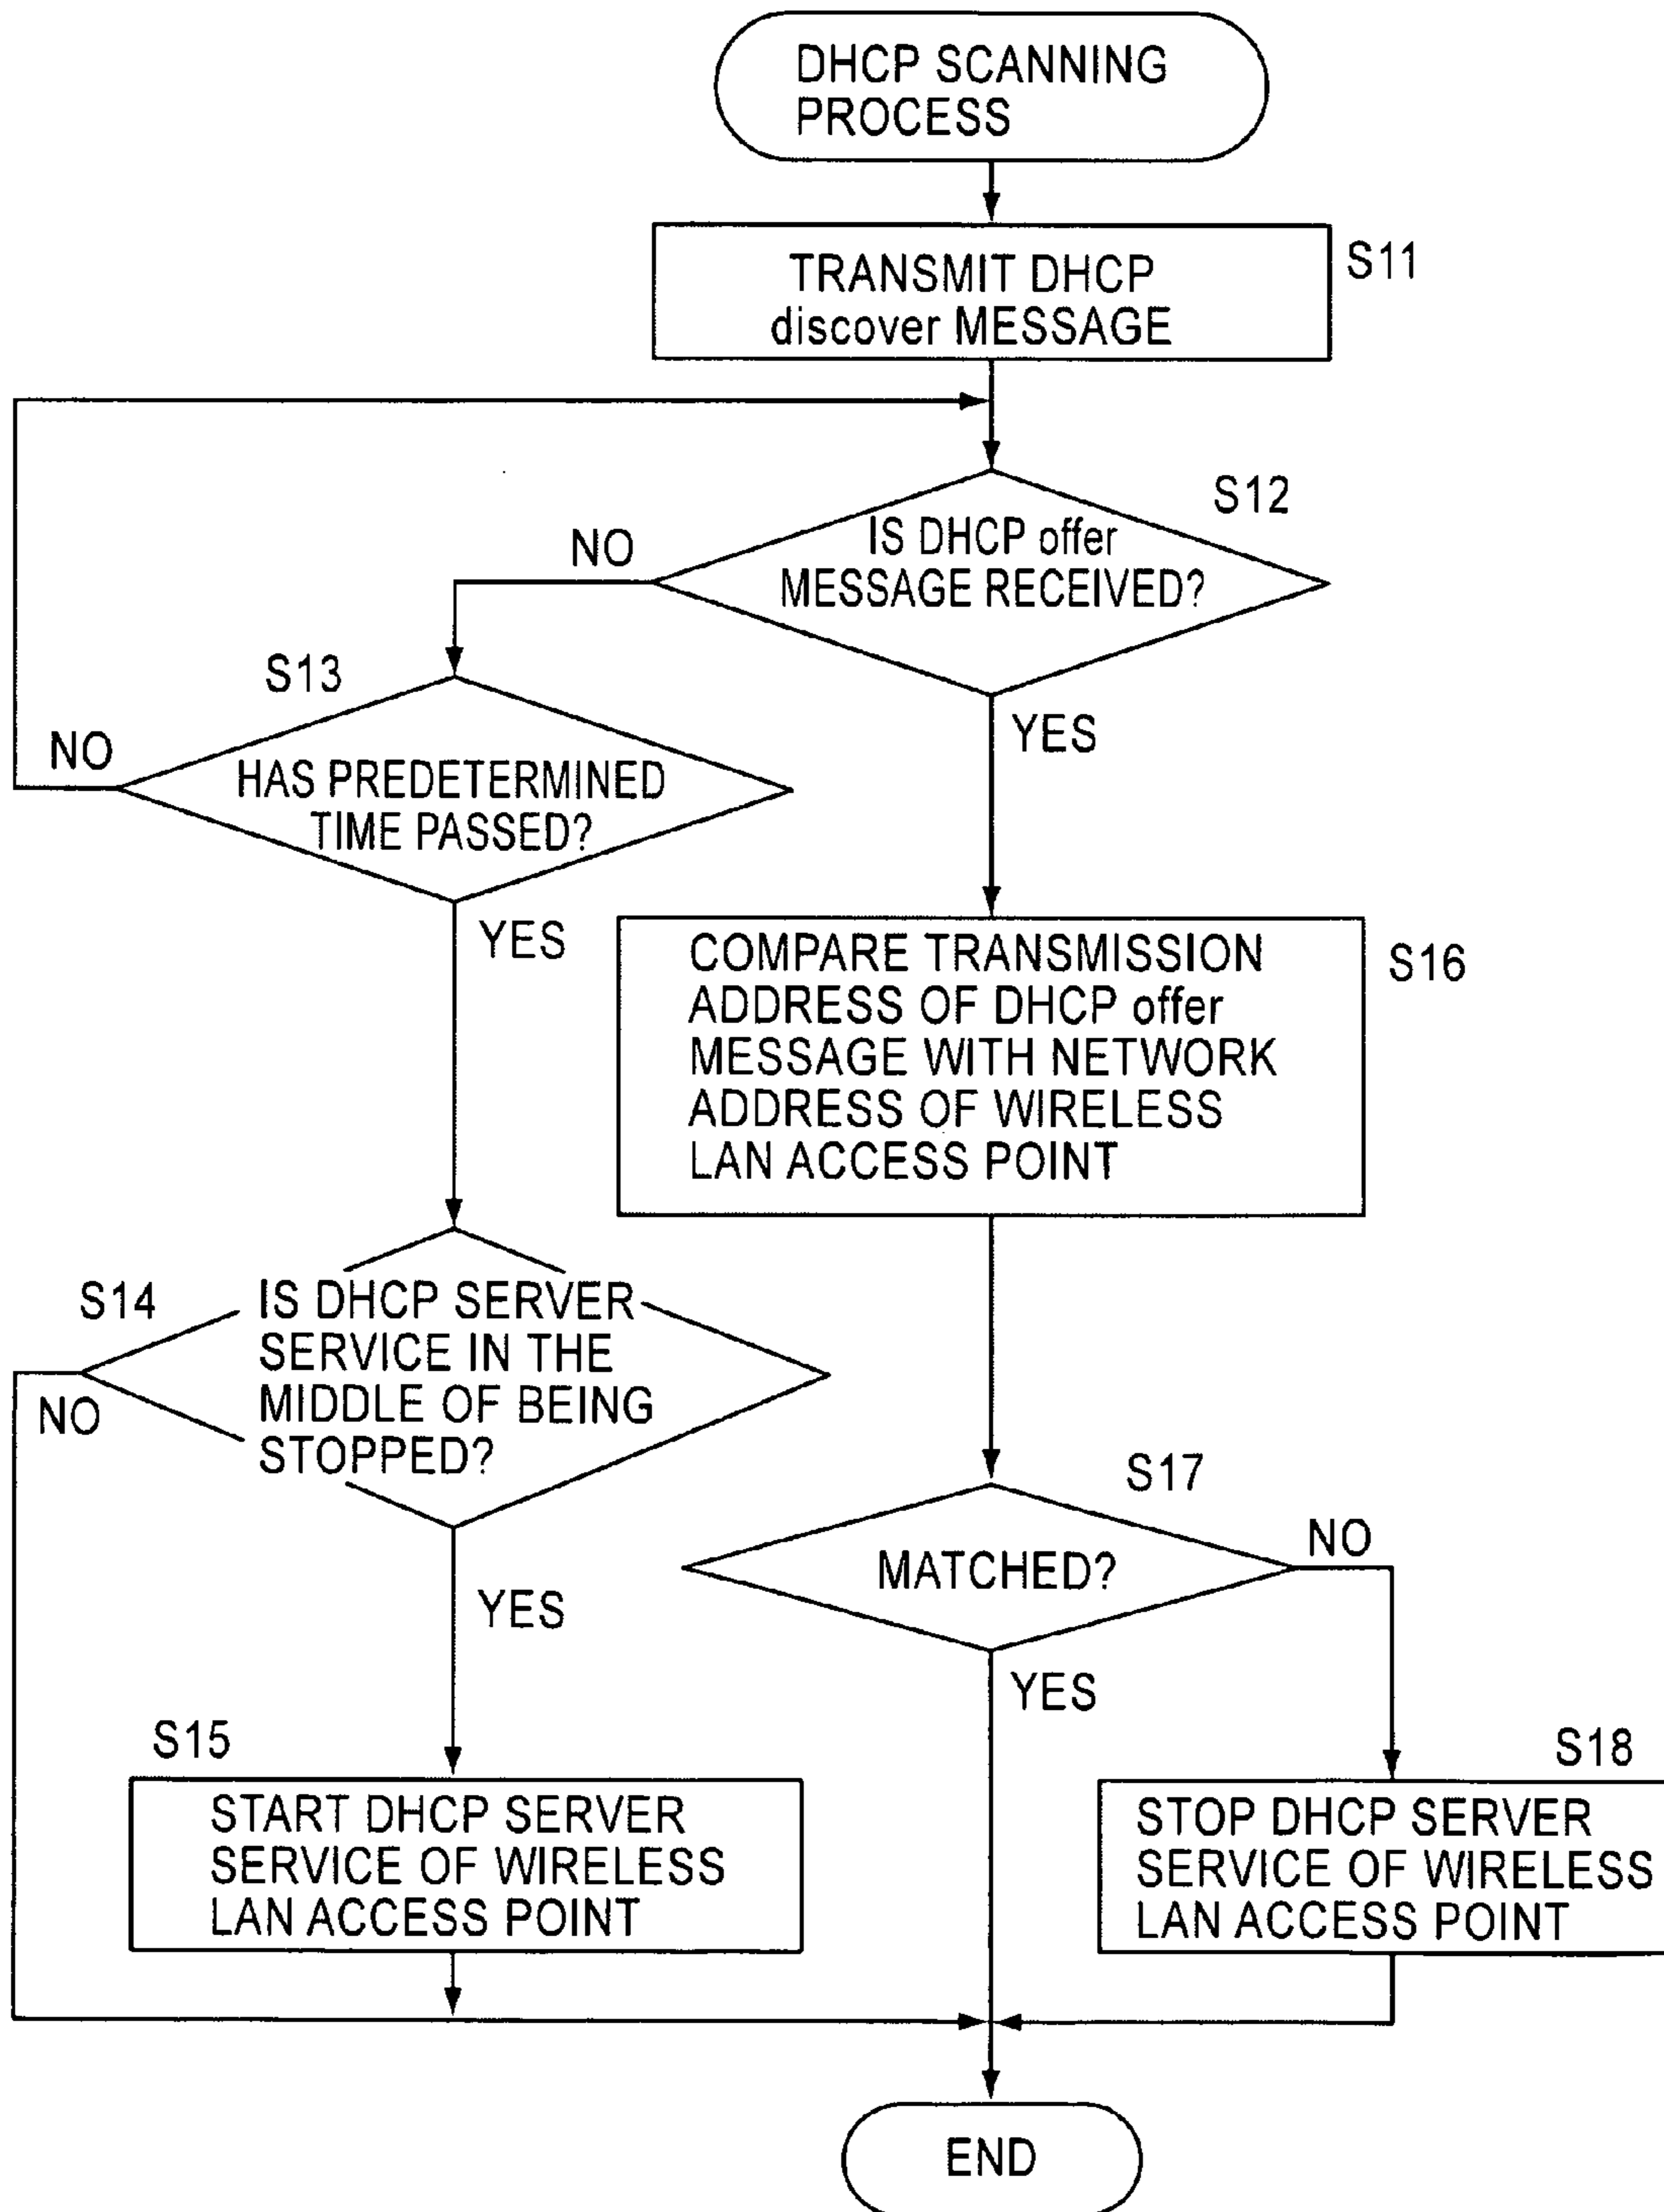 DHCP SCANNING
PROCESS
TRANSMIT DHCP
discover MESSAGE
S11
S12
IS DHCP offer
MESSAGE RECEIVED?
NO
YES
S13
HAS PREDETERMINED
TIME PASSED?
NO
YES
COMPARE TRANSMISSION
ADDRESS OF DHCP offer
MESSAGE WITH NETWORK
ADDRESS OF WIRELESS
LAN ACCESS POINT
S16
S14
IS DHCP SERVER
SERVICE IN THE
MIDDLE OF BEING
STOPPED?
NO
YES
S17
MATCHED?
NO
YES
S15
START DHCP SERVER
SERVICE OF WIRELESS
LAN ACCESS POINT
S18
STOP DHCP SERVER
SERVICE OF WIRELESS
LAN ACCESS POINT
END